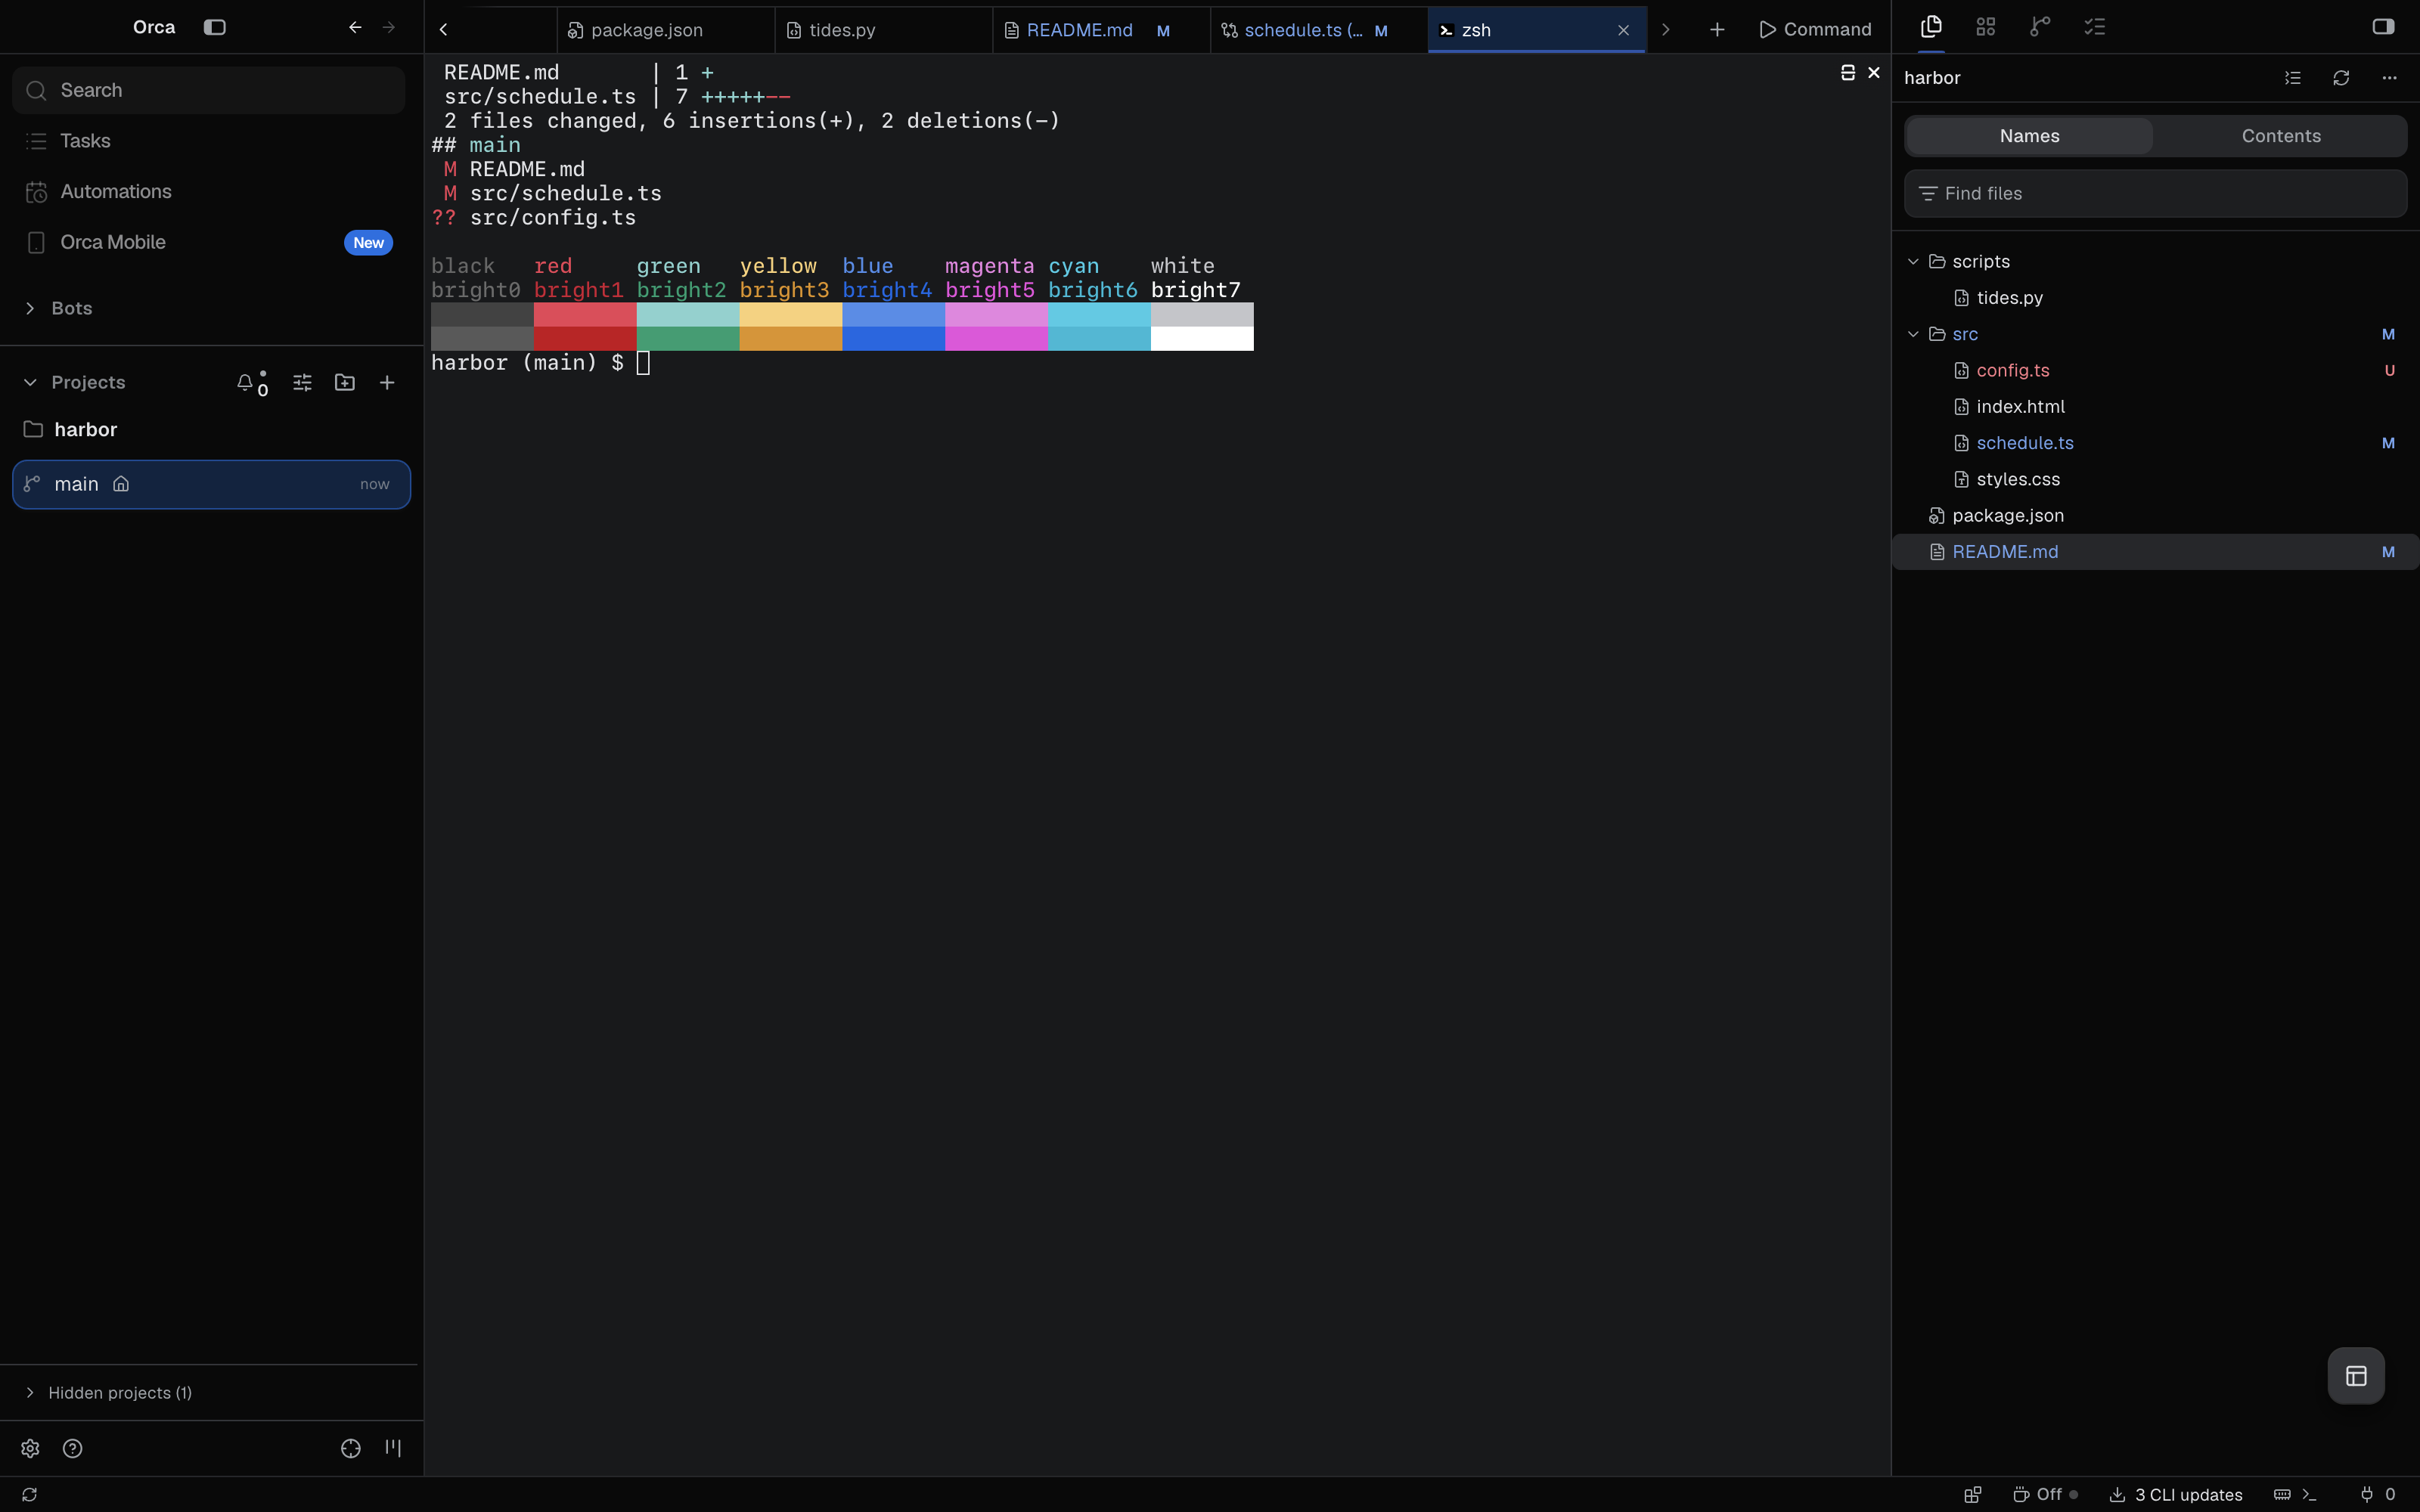 Orca
Search
Tasks
Automations
Orca Mobile New
Bots
Projects 0
harbor
main now
Hidden projects (1)
package.json tides.py README.md M schedule.ts (... M zsh Command
README.md | 1 +
src/schedule.ts | 7 +++++--
2 files changed, 6 insertions(+), 2 deletions(-)
## main
M README.md
M src/schedule.ts
?? src/config.ts
black red green yellow blue magenta cyan white
bright0 bright1 bright2 bright3 bright4 bright5 bright6 bright7
harbor (main) $
harbor
Names Contents
Find files
scripts
tides.py
src M
config.ts U
index.html
schedule.ts M
styles.css
package.json
README.md M
Off 3 CLI updates 0